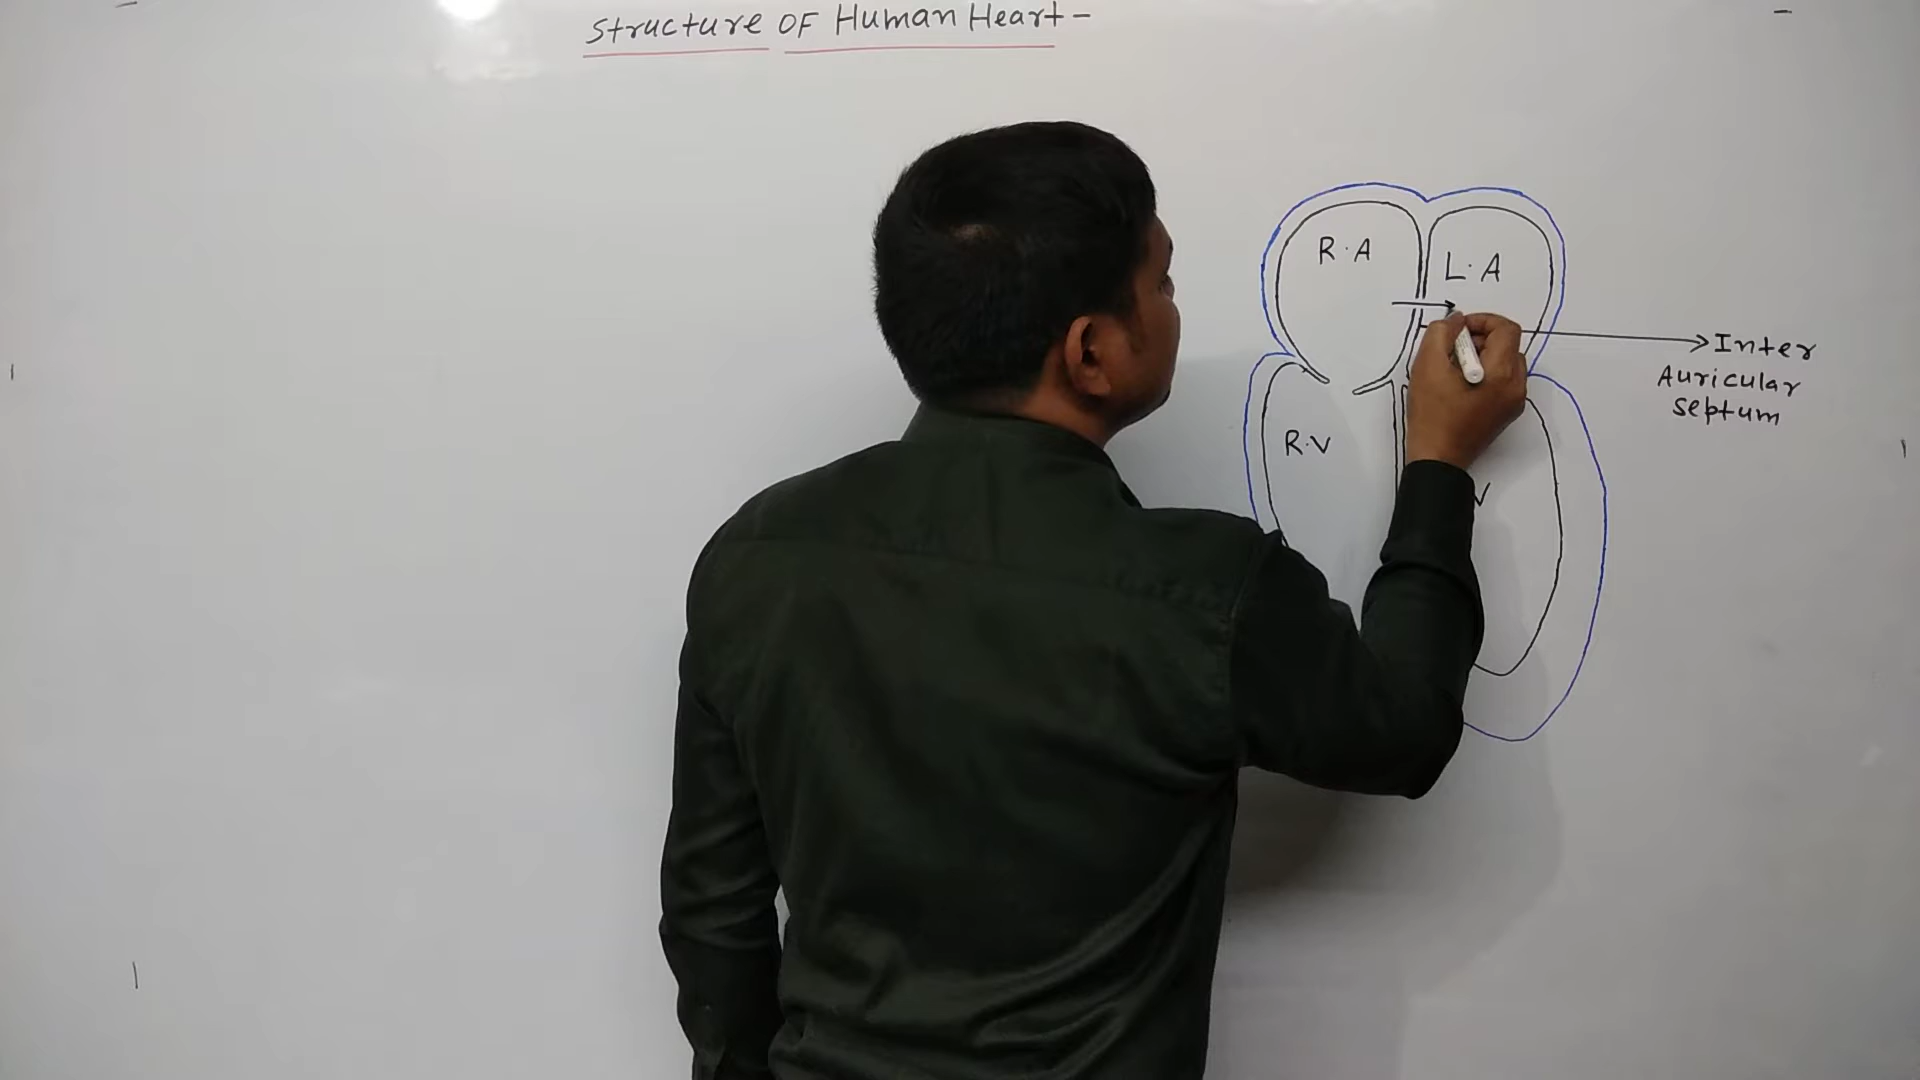 Structure OF Human Heart -
R.A
L.A
Inter
Auricular
Septum
R.V
V